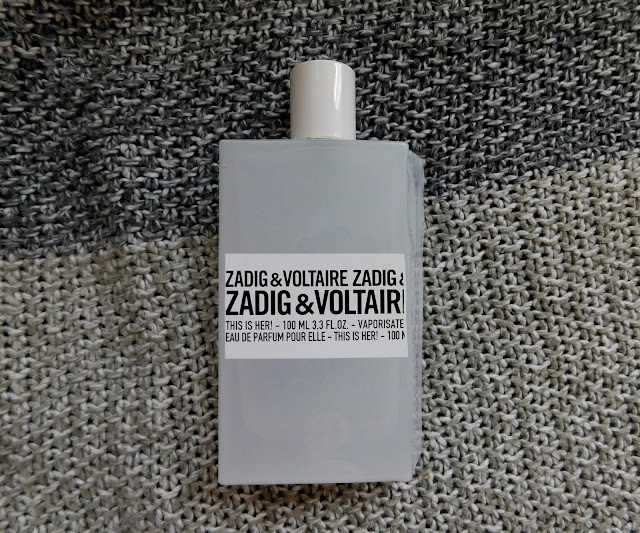 ZADIG & VOLTAIRE ZADIG &
ZADIG & VOLTAIRE
THIS IS HER! - 100 ML 3.3 FL.OZ. - VAPORISATE
EAU DE PARFUM POUR ELLE - THIS IS HER! - 100 M